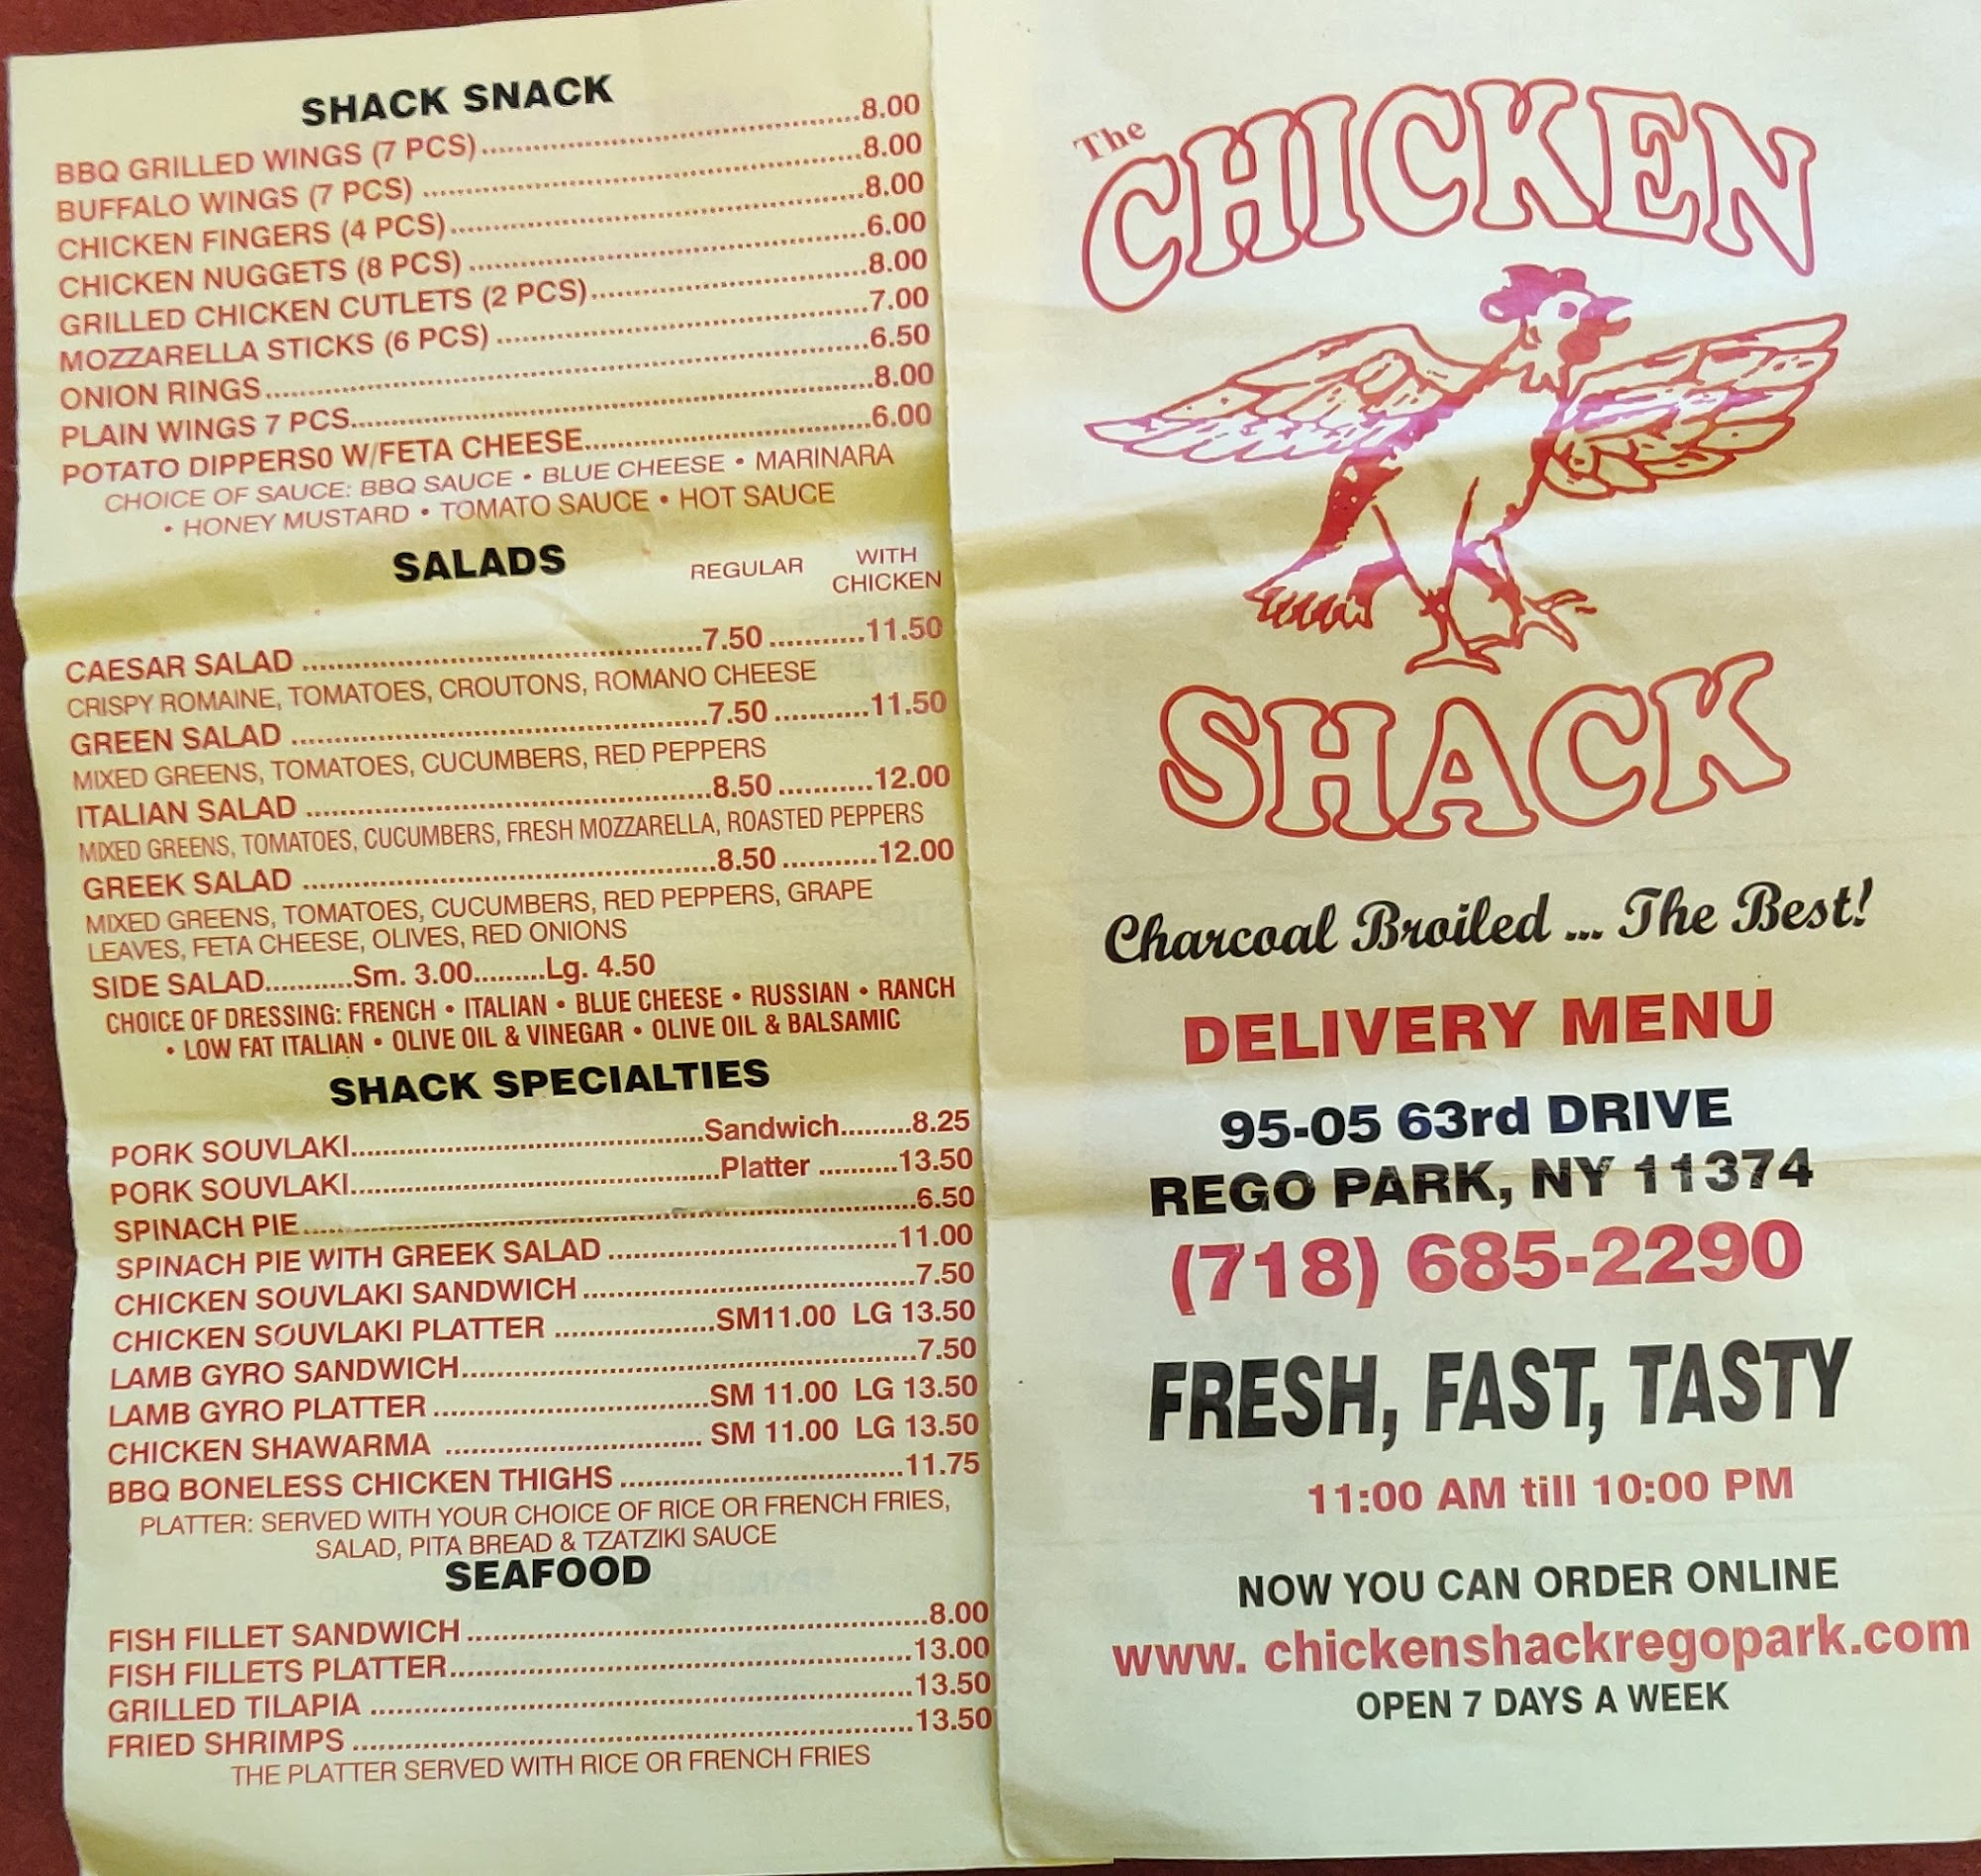 SHACK SNACK
BBQ GRILLED WINGS (7 PCS)..........8.00
BUFFALO WINGS (7 PCS) ..........8.00
CHICKEN FINGERS (4 PCS)..........8.00
CHICKEN NUGGETS (8 PCS) ..........6.00
GRILLED CHICKEN CUTLETS (2 PCS)..........8.00
MOZZARELLA STICKS (6 PCS) ..........7.00
ONION RINGS..........6.50
PLAIN WINGS 7 PCS..........8.00
POTATO DIPPERS0 W/FETA CHEESE..........6.00
CHOICE OF SAUCE: BBQ SAUCE • BLUE CHEESE • MARINARA
• HONEY MUSTARD • TOMATO SAUCE • HOT SAUCE
SALADS REGULAR WITH CHICKEN
CAESAR SALAD ..........7.50 ..........11.50
CRISPY ROMAINE, TOMATOES, CROUTONS, ROMANO CHEESE
GREEN SALAD ..........7.50 ..........11.50
MIXED GREENS, TOMATOES, CUCUMBERS, RED PEPPERS
ITALIAN SALAD ..........8.50 ..........12.00
MIXED GREENS, TOMATOES, CUCUMBERS, FRESH MOZZARELLA, ROASTED PEPPERS
GREEK SALAD ..........8.50 ..........12.00
MIXED GREENS, TOMATOES, CUCUMBERS, RED PEPPERS, GRAPE
LEAVES, FETA CHEESE, OLIVES, RED ONIONS
SIDE SALAD...........Sm. 3.00.........Lg. 4.50
CHOICE OF DRESSING: FRENCH • ITALIAN • BLUE CHEESE • RUSSIAN • RANCH
• LOW FAT ITALIAN • OLIVE OIL & VINEGAR • OLIVE OIL & BALSAMIC
SHACK SPECIALTIES
PORK SOUVLAKI..........Sandwich.........8.25
PORK SOUVLAKI..........Platter ..........13.50
SPINACH PIE..........6.50
SPINACH PIE WITH GREEK SALAD ..........11.00
CHICKEN SOUVLAKI SANDWICH ..........7.50
CHICKEN SOUVLAKI PLATTER ..........SM11.00 LG 13.50
LAMB GYRO SANDWICH..........7.50
LAMB GYRO PLATTER ..........SM 11.00 LG 13.50
CHICKEN SHAWARMA .......... SM 11.00 LG 13.50
BBQ BONELESS CHICKEN THIGHS ..........11.75
PLATTER: SERVED WITH YOUR CHOICE OF RICE OR FRENCH FRIES,
SALAD, PITA BREAD & TZATZIKI SAUCE
SEAFOOD
FISH FILLET SANDWICH ..........8.00
FISH FILLETS PLATTER..........13.00
GRILLED TILAPIA ..........13.50
FRIED SHRIMPS ..........13.50
THE PLATTER SERVED WITH RICE OR FRENCH FRIES
The
CHICKEN
SHACK
Charcoal Broiled ... The Best!
DELIVERY MENU
95-05 63rd DRIVE
REGO PARK, NY 11374
(718) 685-2290
FRESH, FAST, TASTY
11:00 AM till 10:00 PM
NOW YOU CAN ORDER ONLINE
www. chickenshackregopark.com
OPEN 7 DAYS A WEEK